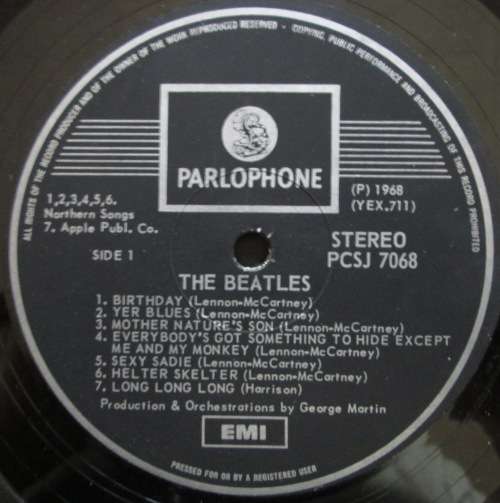 ALL RIGHTS OF THE RECORD PRODUCER AND OF THE OWNER OF THE WORK REPRODUCED RESERVED - COPYING, PUBLIC PERFORMANCE AND BROADCASTING OF THIS RECORD PROHIBITED
PARLOPHONE
1,2,3,4,5,6.
Northern Songs
7. Apple Publ. Co.
SIDE 1
(P) 1968
(YEX.711)
STEREO
PCSJ 7068
THE BEATLES
1. BIRTHDAY (Lennon-McCartney)
2. YER BLUES (Lennon-McCartney)
3. MOTHER NATURE'S SON (Lennon-McCartney)
4. EVERYBODY'S GOT SOMETHING TO HIDE EXCEPT
ME AND MY MONKEY (Lennon-McCartney)
5. SEXY SADIE (Lennon-McCartney)
6. HELTER SKELTER (Lennon-McCartney)
7. LONG LONG LONG (Harrison)
Production & Orchestrations by George Martin
EMI
PRESSED FOR OR BY A REGISTERED USER